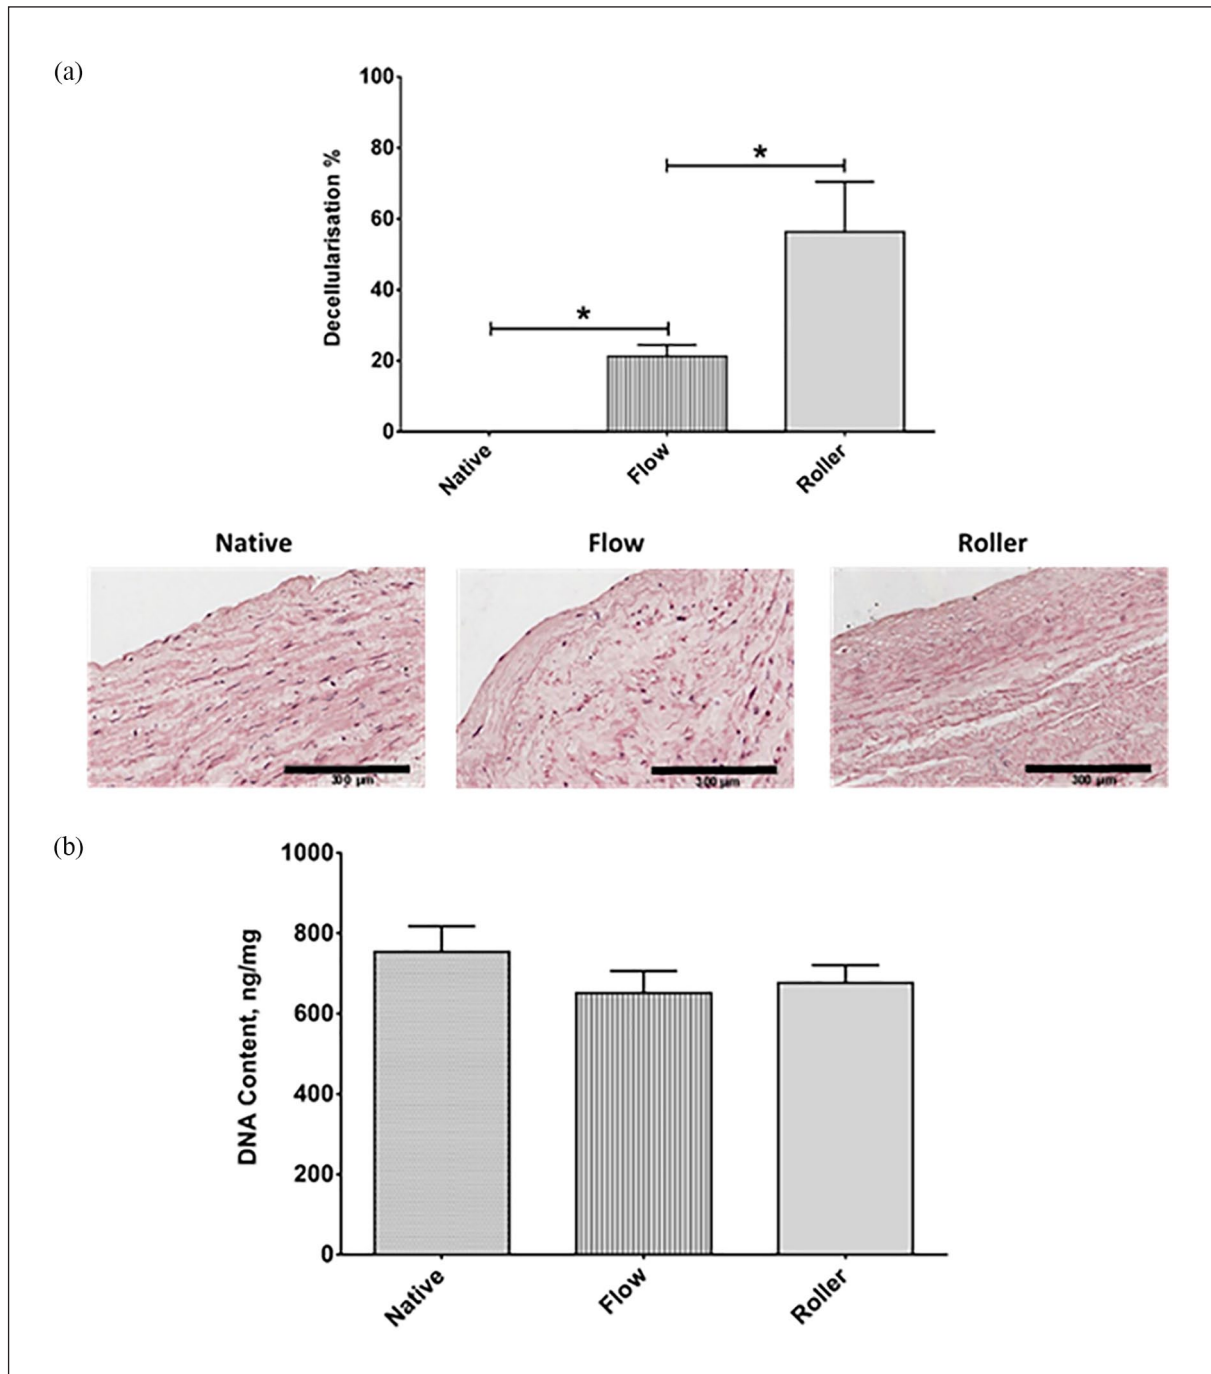 (a)
100
80
60
40
20
0
Decellularisation %
*
*
Native
Flow
Roller
Native
Flow
Roller
300 µm
300 µm
300 µm
(b)
1000
800
600
400
200
0
DNA Content, ng/mg
Native
Flow
Roller